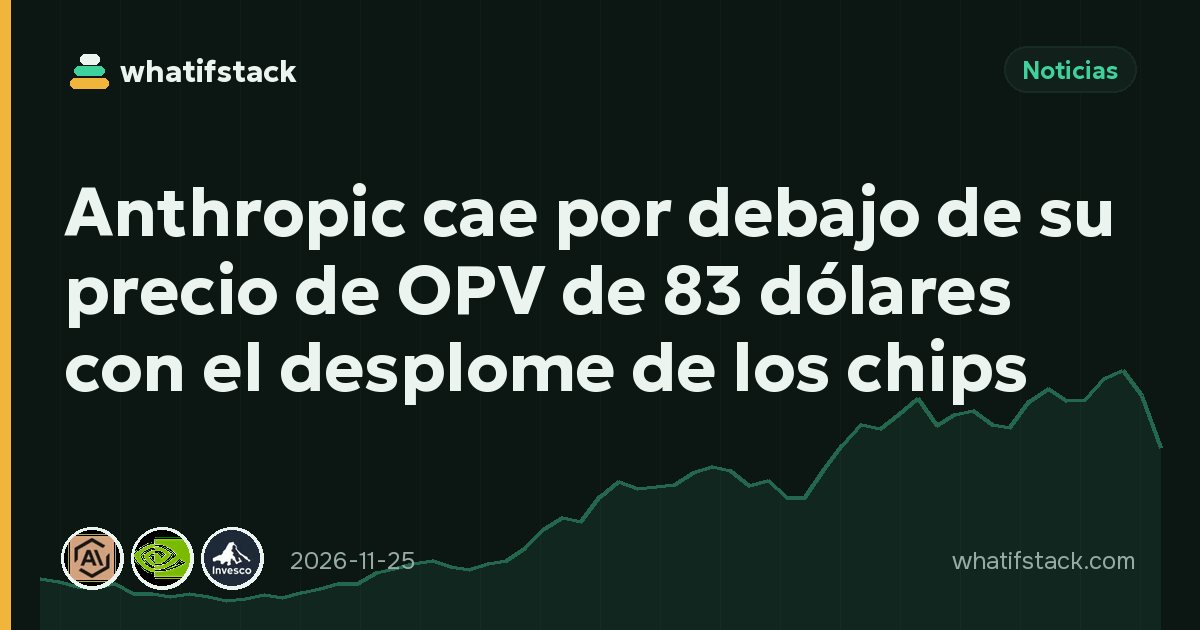 whatifstack
Noticias
Anthropic cae por debajo de su
precio de OPV de 83 dólares
con el desplome de los chips
Invesco
2026-11-25
whatifstack.com